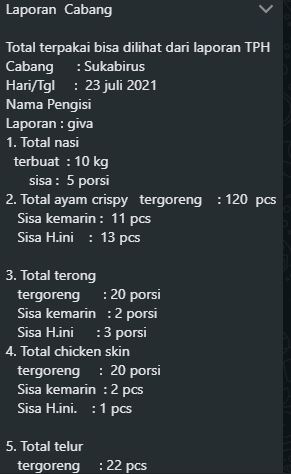 Laporan Cabang
Total terpakai bisa dilihat dari laporan TPH
Cabang : Sukabirus
Hari/Tgl : 23 juli 2021
Nama Pengisi
Laporan : giva
1. Total nasi
terbuat : 10 kg
sisa : 5 porsi
2. Total ayam crispy tergoreng : 120 pcs
Sisa kemarin : 11 pcs
Sisa H.ini : 13 pcs
3. Total terong
tergoreng : 20 porsi
Sisa kemarin : 2 porsi
Sisa H.ini : 3 porsi
4. Total chicken skin
tergoreng : 20 porsi
Sisa kemarin : 2 pcs
Sisa H.ini. : 1 pcs
5. Total telur
tergoreng : 22 pcs